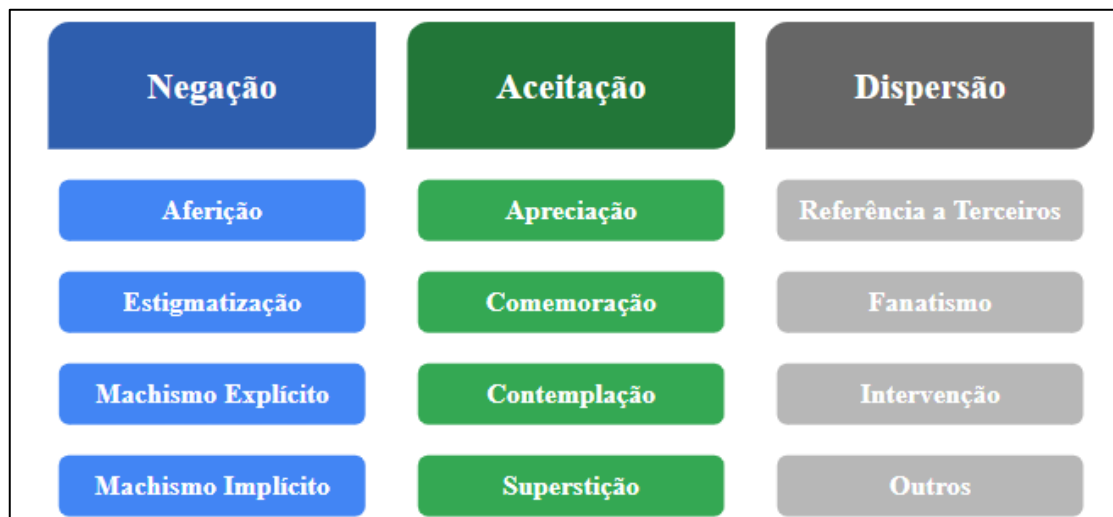 Negação
Aferição
Estigmatização
Machismo Explícito
Machismo Implícito
Aceitação
Apreciação
Comemoração
Contemplação
Superstição
Dispersão
Referência a Terceiros
Fanatismo
Intervenção
Outros